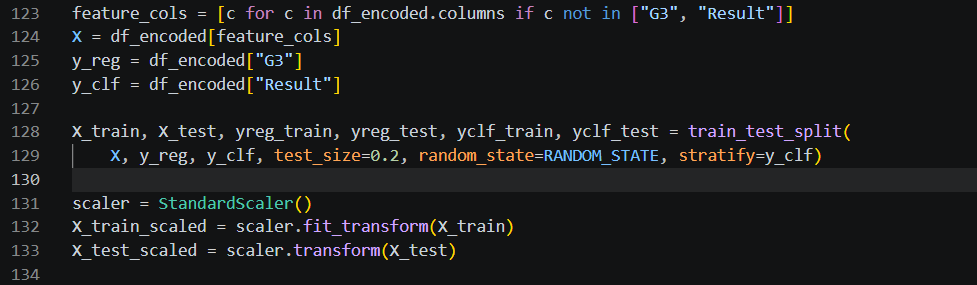 123 feature_cols = [c for c in df_encoded.columns if c not in ["G3", "Result"]]
124 X = df_encoded[feature_cols]
125 y_reg = df_encoded["G3"]
126 y_clf = df_encoded["Result"]
127
128 X_train, X_test, yreg_train, yreg_test, yclf_train, yclf_test = train_test_split(
129     X, y_reg, y_clf, test_size=0.2, random_state=RANDOM_STATE, stratify=y_clf)
130
131 scaler = StandardScaler()
132 X_train_scaled = scaler.fit_transform(X_train)
133 X_test_scaled = scaler.transform(X_test)
134